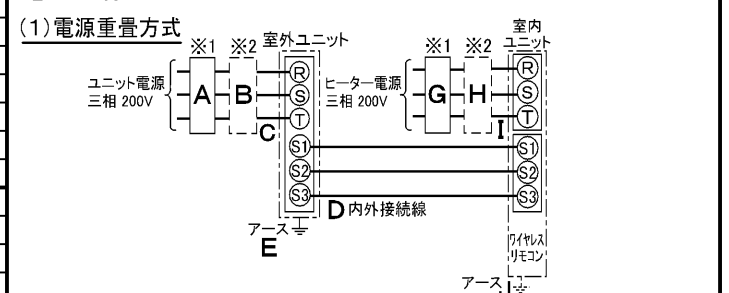 (1)電源重畳方式
※1 ※2 室外ユニット
ユニット電源
三相 200V
A B C
R
S
T
S1
S2
S3
D 内外接続線
アース
E
※1 ※2 室内
ユニット
ヒーター電源
三相 200V
G H I
R
S
T
S1
S2
S3
ワイヤレス
リモコン
アース